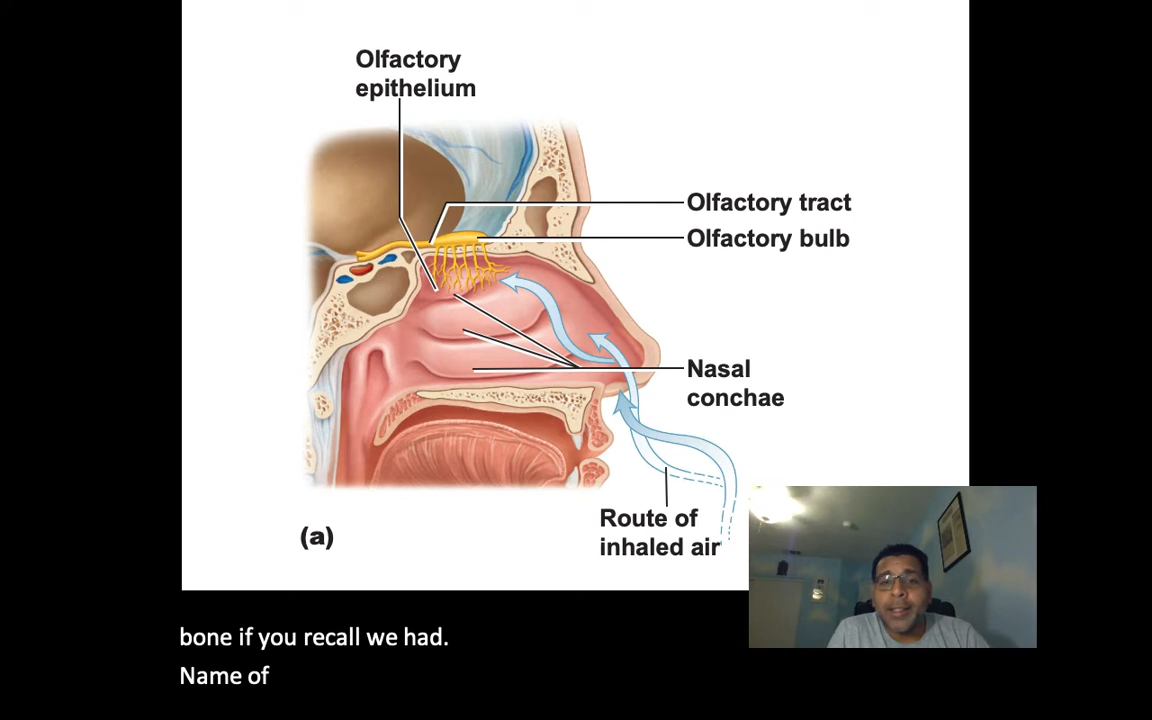 Olfactory
epithelium
Olfactory tract
Olfactory bulb
Nasal
conchae
Route of
inhaled air
(a)
bone if you recall we had.
Name of